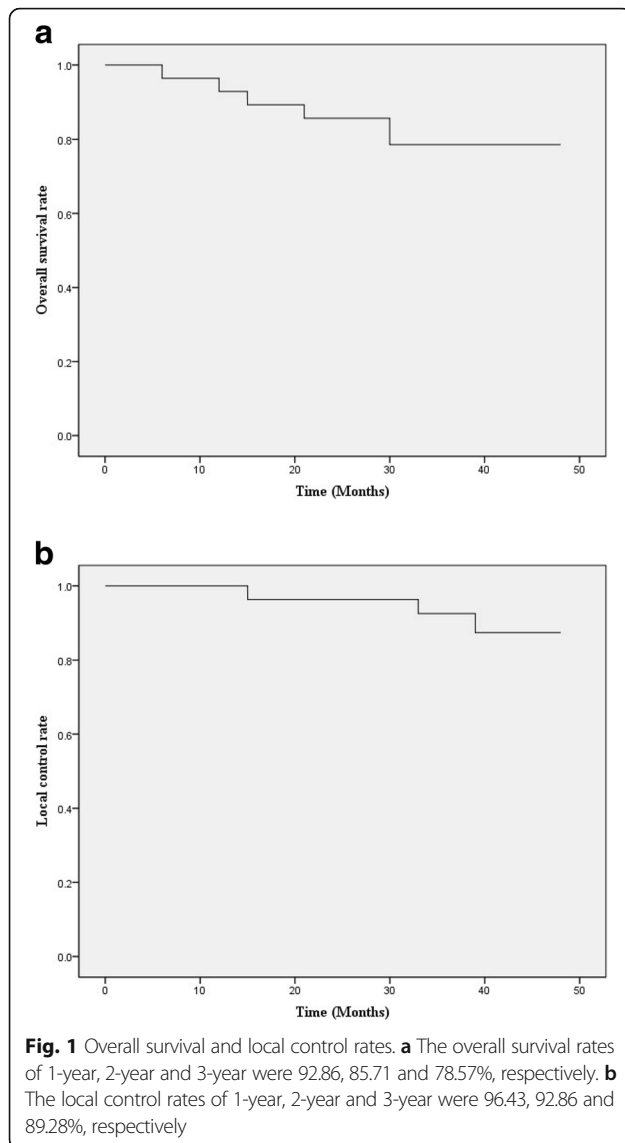 a
1.0
0.8
0.6
0.4
0.2
0.0
Overall survival rate
0 10 20 30 40 50
Time (Months)
b
1.0
0.8
0.6
0.4
0.2
0.0
Local control rate
0 10 20 30 40 50
Time (Months)
Fig. 1 Overall survival and local control rates. a The overall survival rates
of 1-year, 2-year and 3-year were 92.86, 85.71 and 78.57%, respectively. b
The local control rates of 1-year, 2-year and 3-year were 96.43, 92.86 and
89.28%, respectively